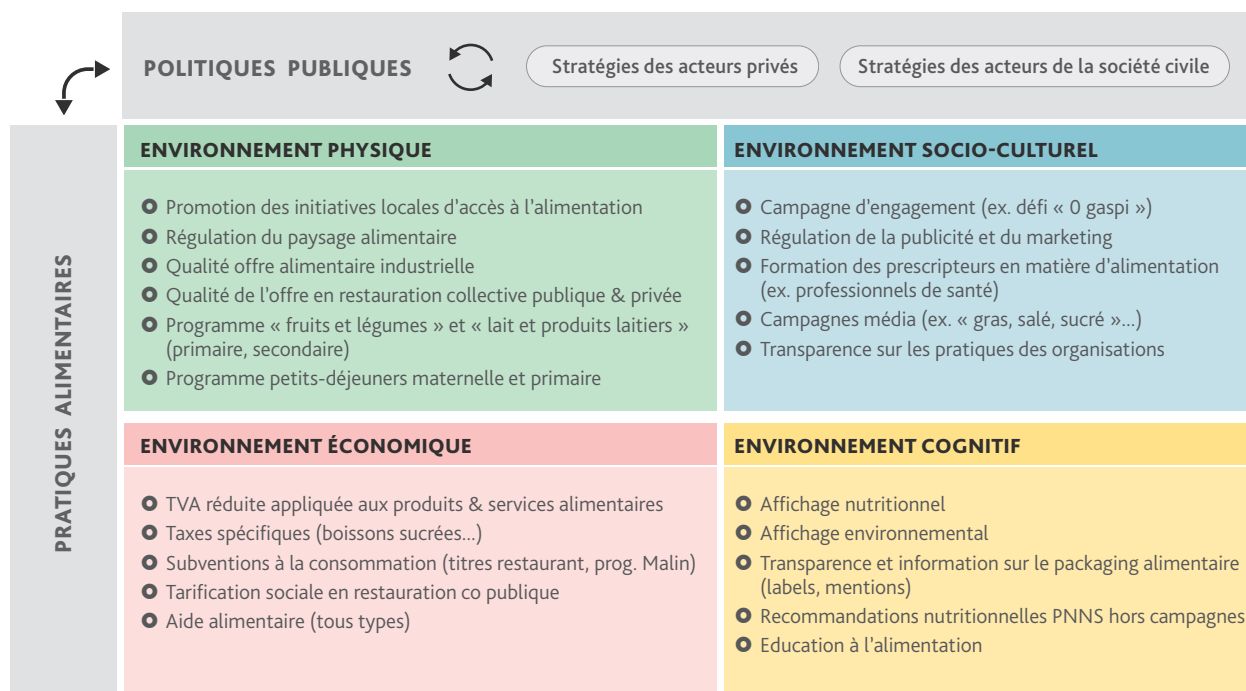 POLITIQUES PUBLIQUES
Stratégies des acteurs privés
Stratégies des acteurs de la société civile
PRATIQUES ALIMENTAIRES
ENVIRONNEMENT PHYSIQUE
Promotion des initiatives locales d'accès à l'alimentation
Régulation du paysage alimentaire
Qualité offre alimentaire industrielle
Qualité de l'offre en restauration collective publique & privée
Programme « fruits et légumes » et « lait et produits laitiers »
(primaire, secondaire)
Programme petits-déjeuners maternelle et primaire
ENVIRONNEMENT SOCIO-CULTUREL
Campagne d'engagement (ex. défi « 0 gaspi »)
Régulation de la publicité et du marketing
Formation des prescripteurs en matière d'alimentation
(ex. professionnels de santé)
Campagnes média (ex. « gras, salé, sucré »...)
Transparence sur les pratiques des organisations
ENVIRONNEMENT ÉCONOMIQUE
TVA réduite appliquée aux produits & services alimentaires
Taxes spécifiques (boissons sucrées...)
Subventions à la consommation (titres restaurant, prog. Malin)
Tarification sociale en restauration co publique
Aide alimentaire (tous types)
ENVIRONNEMENT COGNITIF
Affichage nutritionnel
Affichage environnemental
Transparence et information sur le packaging alimentaire
(labels, mentions)
Recommandations nutritionnelles PNNS hors campagnes
Education à l'alimentation